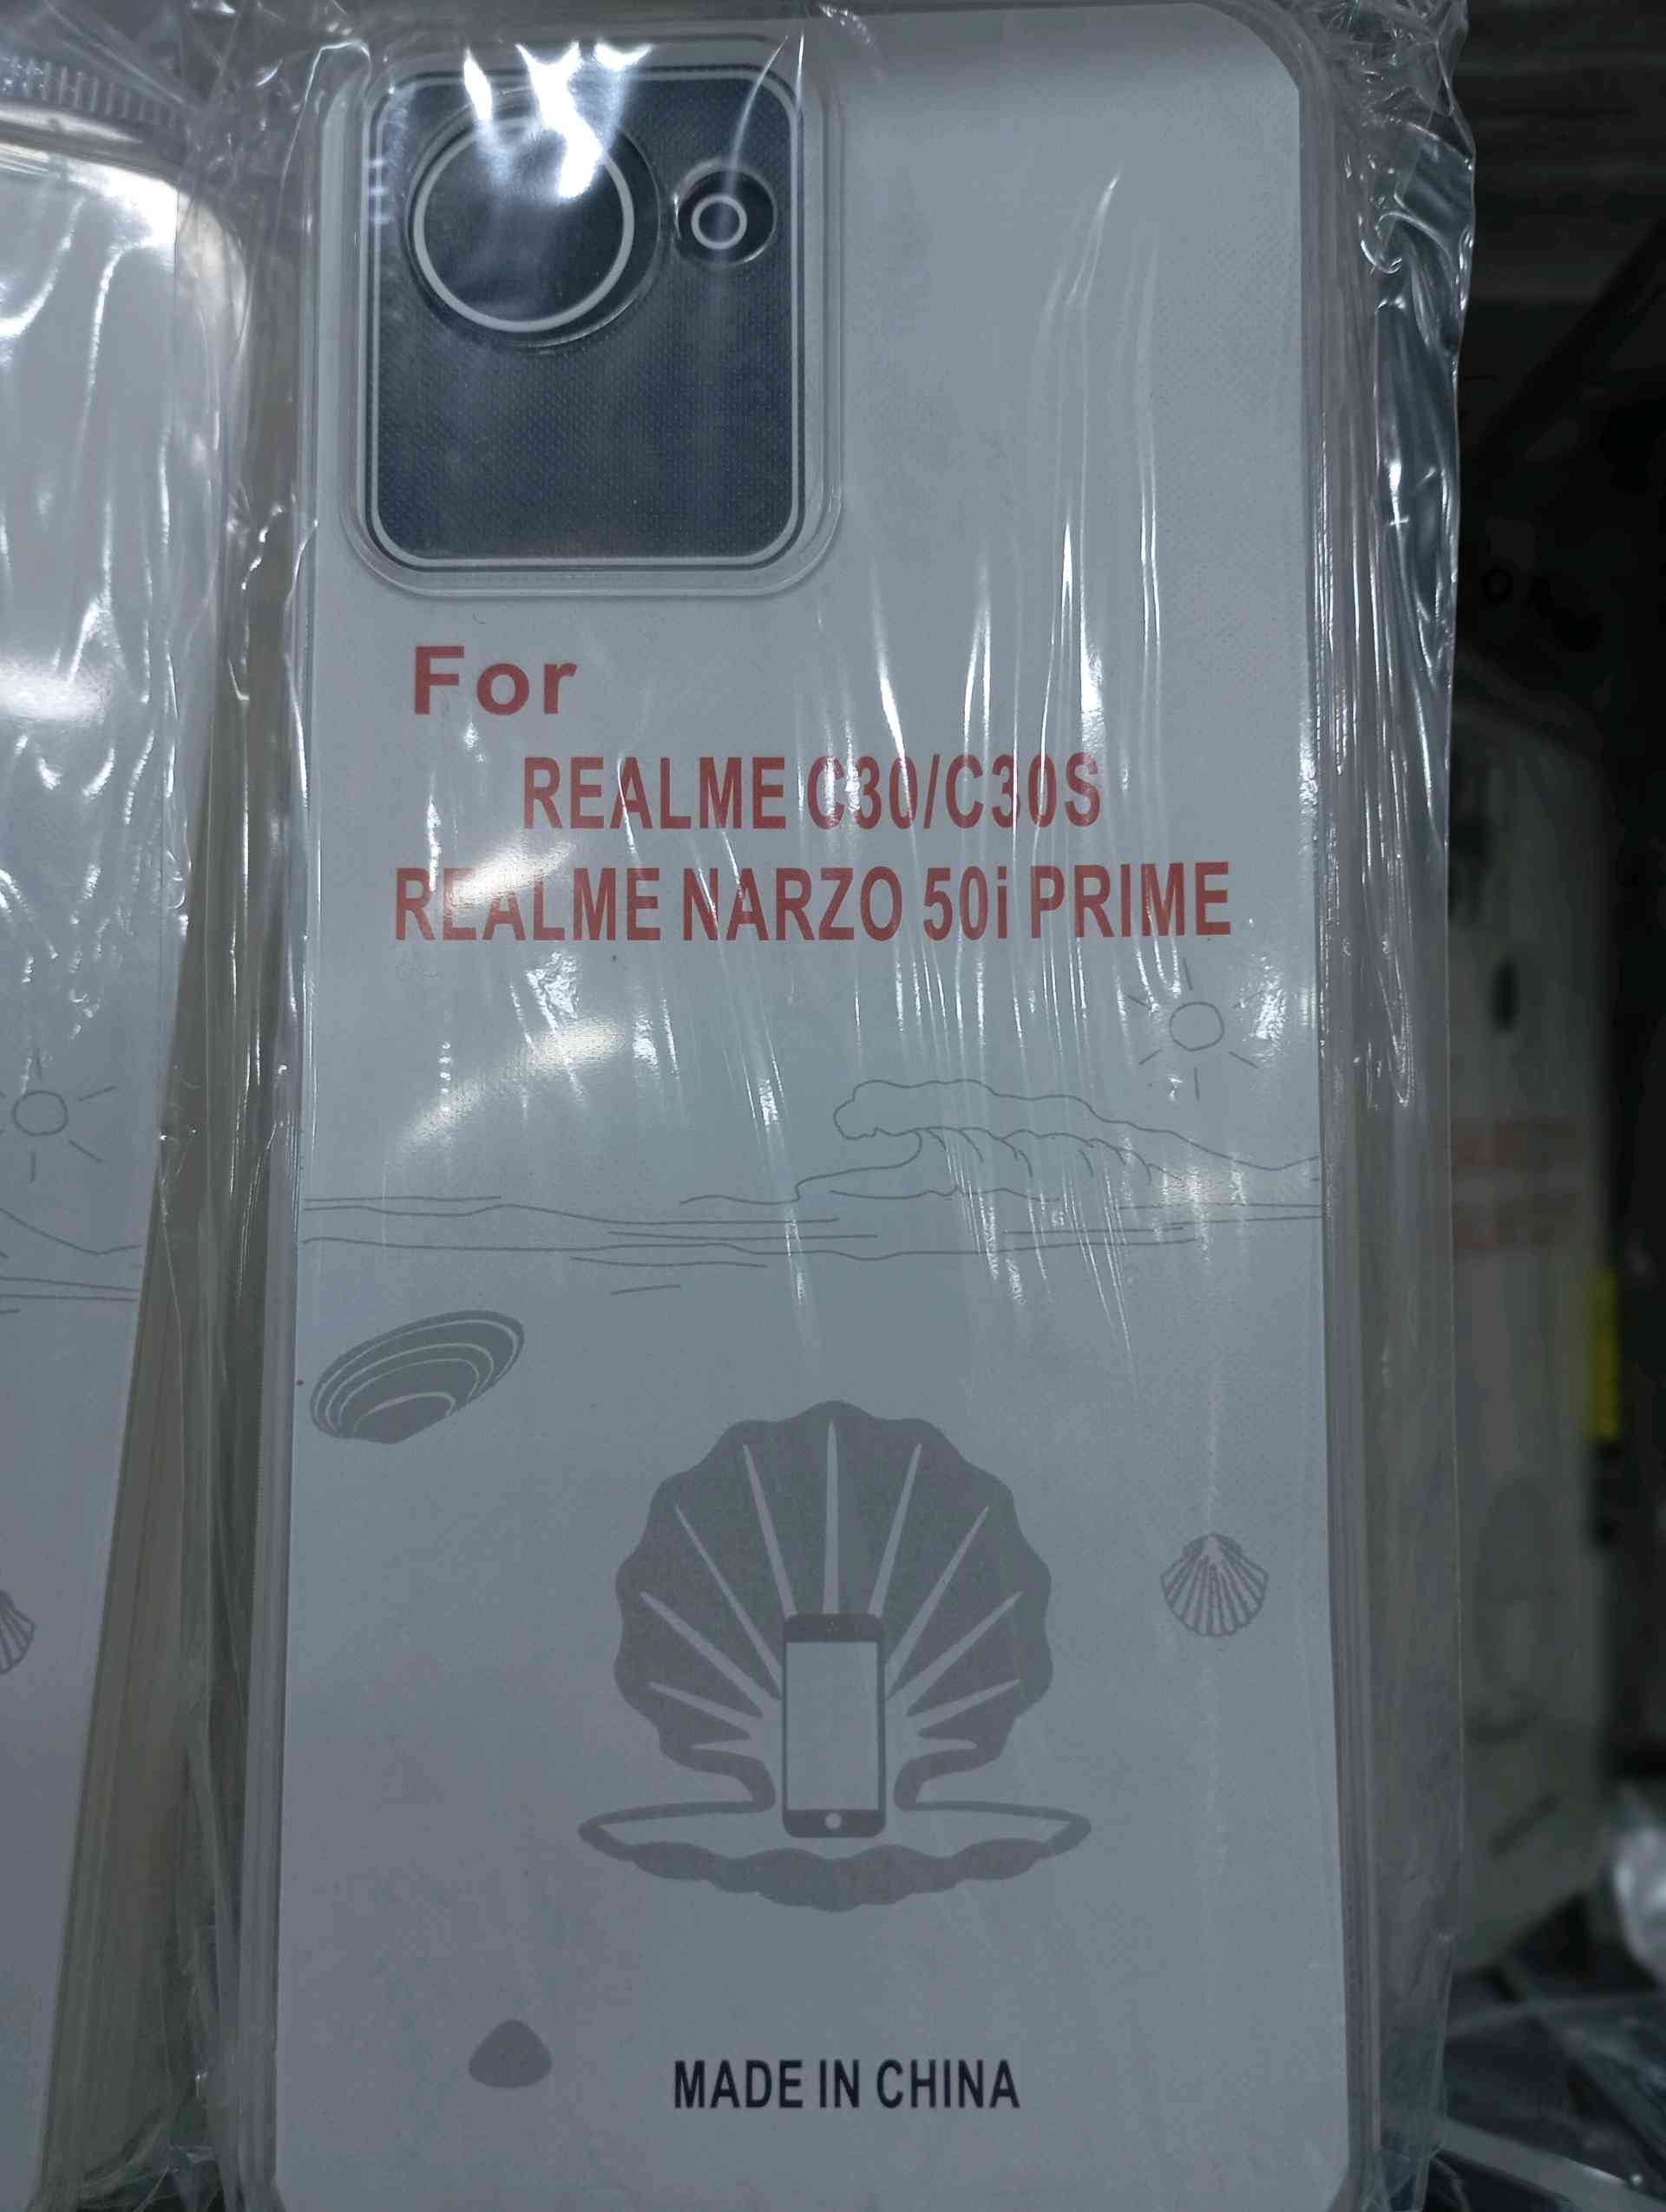 For
REALME C30/C30S
REALME NARZO 50i PRIME
MADE IN CHINA